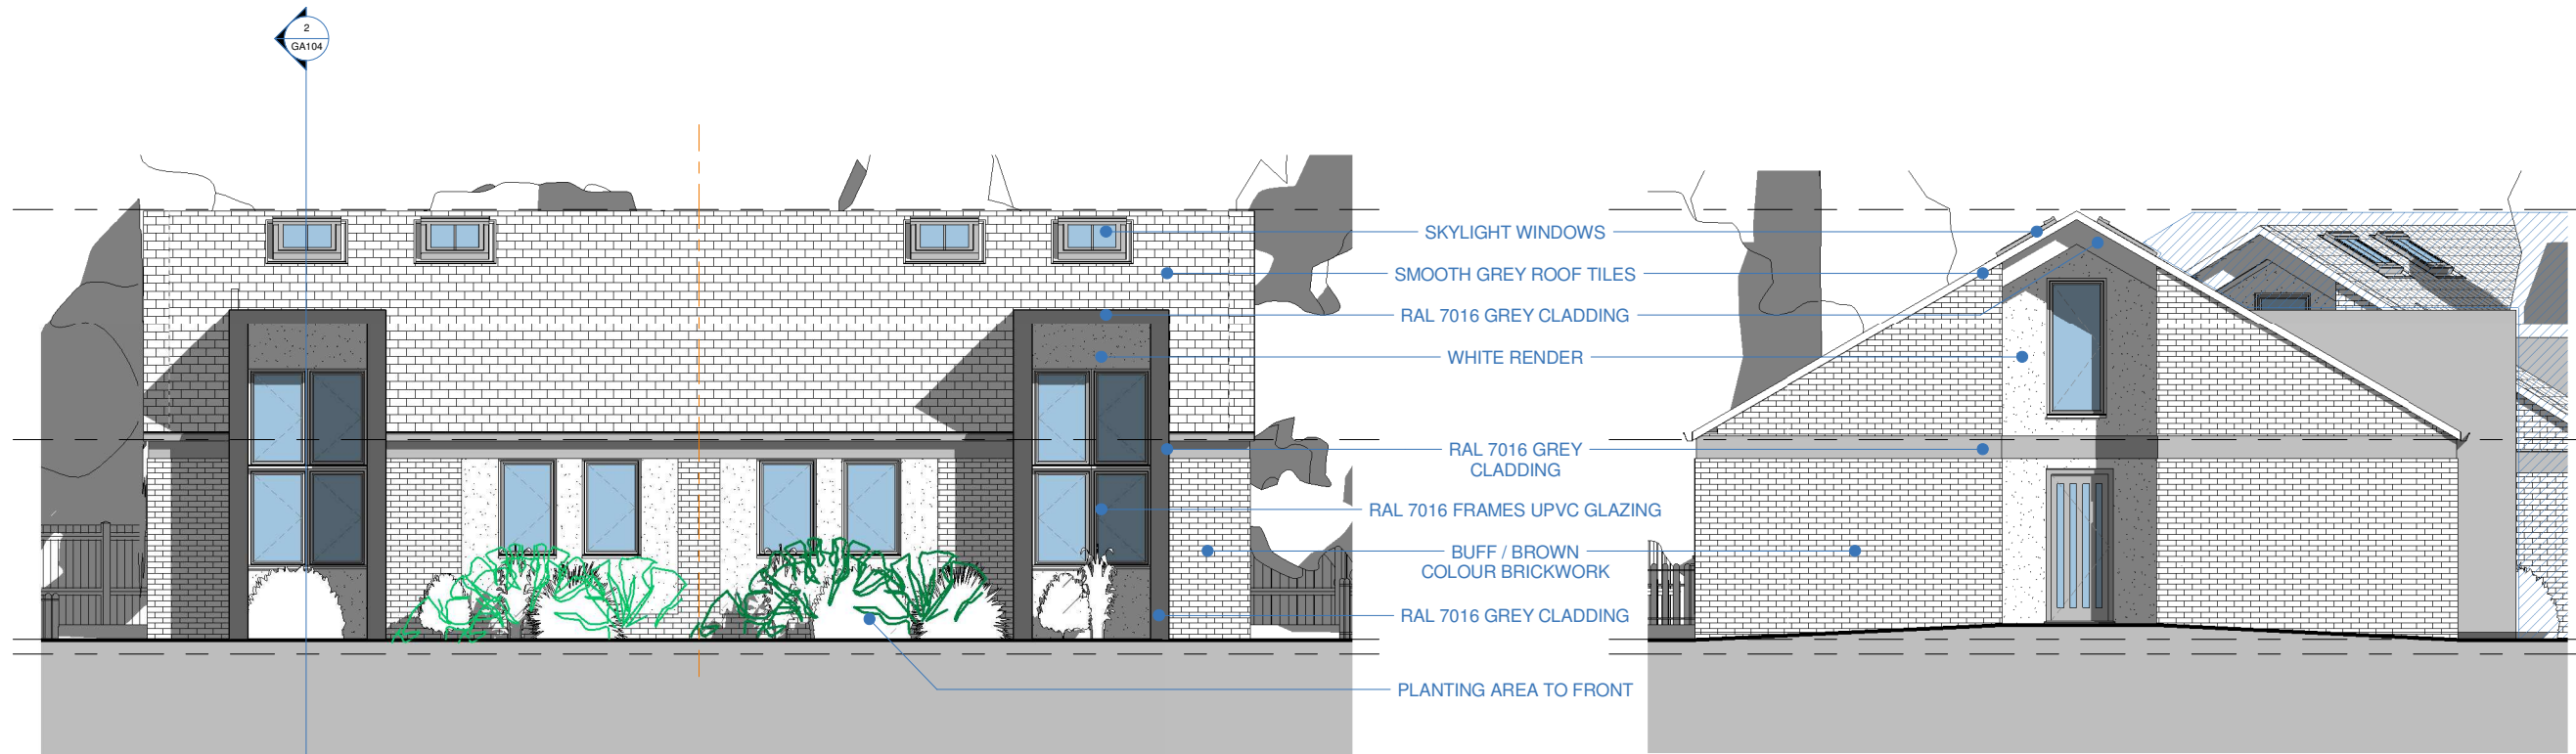 2
GA104
SKYLIGHT WINDOWS
SMOOTH GREY ROOF TILES
RAL 7016 GREY CLADDING
WHITE RENDER
RAL 7016 GREY
CLADDING
RAL 7016 FRAMES UPVC GLAZING
BUFF / BROWN
COLOUR BRICKWORK
RAL 7016 GREY CLADDING
PLANTING AREA TO FRONT